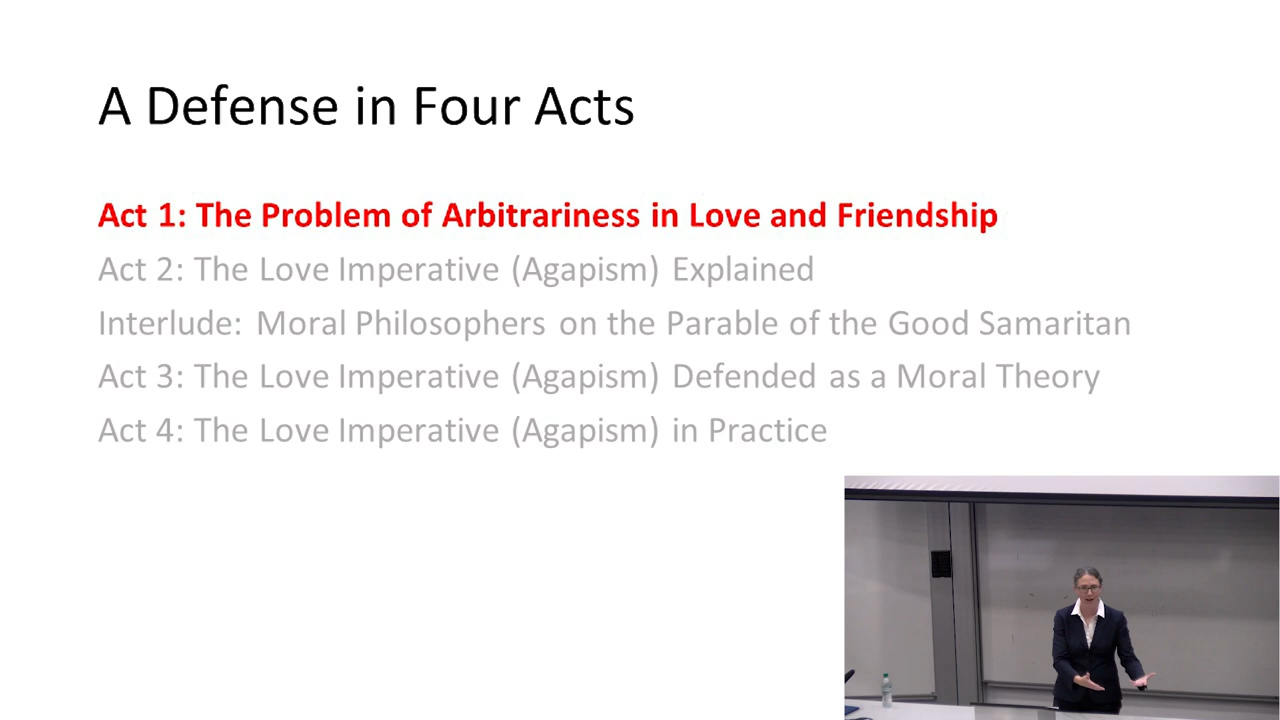 A Defense in Four Acts
Act 1: The Problem of Arbitrariness in Love and Friendship
Act 2: The Love Imperative (Agapism) Explained
Interlude: Moral Philosophers on the Parable of the Good Samaritan
Act 3: The Love Imperative (Agapism) Defended as a Moral Theory
Act 4: The Love Imperative (Agapism) in Practice